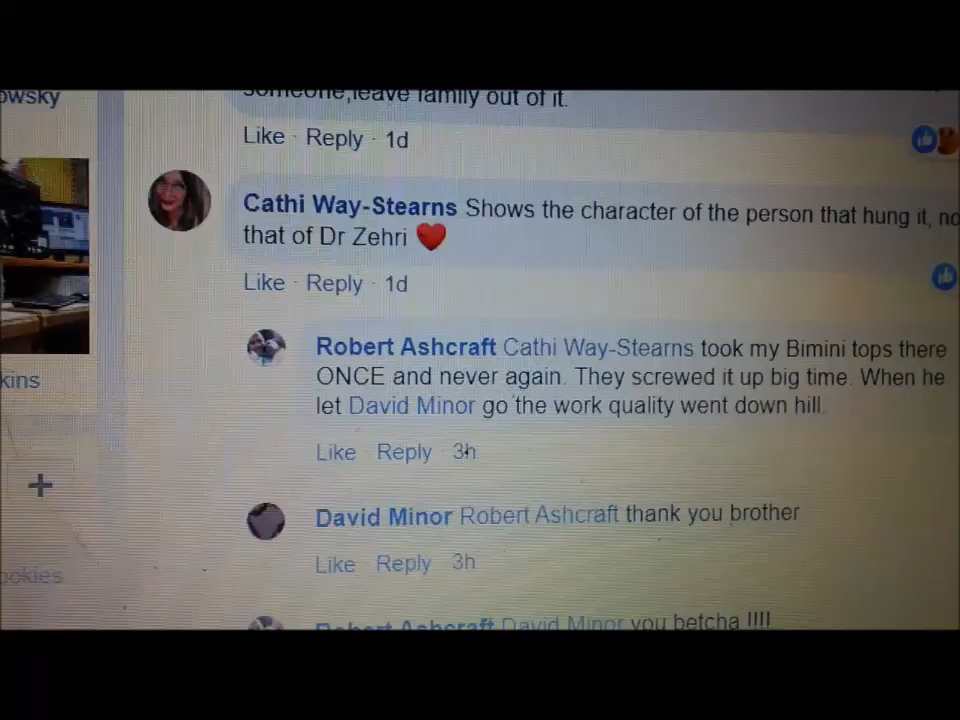 owsky
someone,leave family out of it.
Like · Reply · 1d
Cathi Way-Stearns Shows the character of the person that hung it, no
that of Dr Zehri ❤
Like · Reply · 1d
Robert Ashcraft Cathi Way-Stearns took my Bimini tops there
ONCE and never again. They screwed it up big time. When he
let David Minor go the work quality went down hill.
Like Reply 3h
kins
+
David Minor Robert Ashcraft thank you brother
Like Reply 3h
ookies
Robert Ashcraft David Minor you betcha !!!!